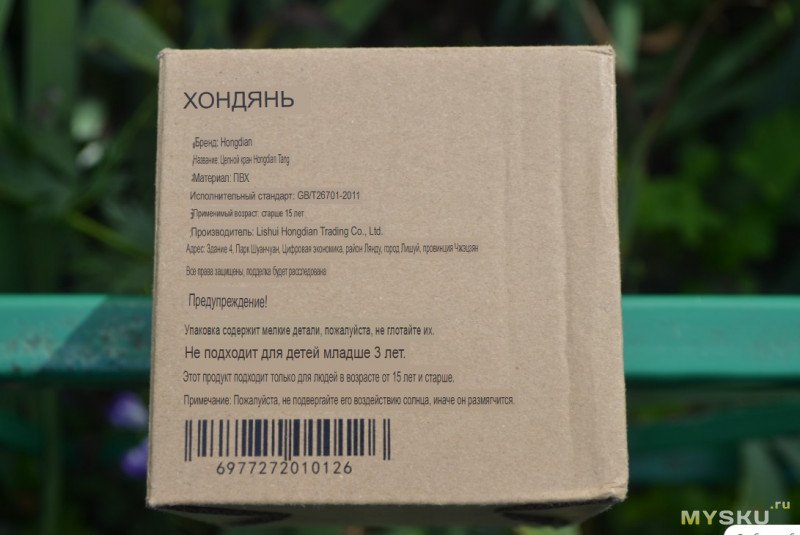 ХОНДЯНЬ
Бренд: Hongdian
Название: Цепной кран Hongdian Tang
Материал: ПВХ
Исполнительный стандарт: GB/T26701-2011
Применимый возраст: старше 15 лет
Производитель: Lishui Hongdian Trading Co., Ltd.
Адрес: Здание 4, Парк Шуанчуан, Цифровая экономика, район Лянду, город Лишуй, провинция Чжэцзян
Все права защищены, подделка будет расследована
Предупреждение!
Упаковка содержит мелкие детали, пожалуйста, не глотайте их.
Не подходит для детей младше 3 лет.
Этот продукт подходит только для людей в возрасте от 15 лет и старше.
Примечание: Пожалуйста, не подвергайте его воздействию солнца, иначе он размягчится.
6977272010126
MYSKU.ru